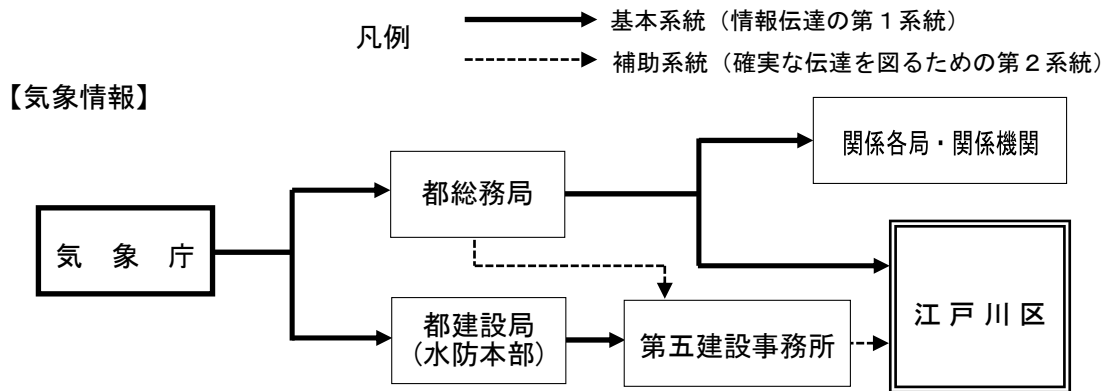 凡例
基本系統（情報伝達の第１系統）
補助系統（確実な伝達を図るための第２系統）
【気象情報】
関係各局・関係機関
都総務局
気　象　庁
江戸川区
都建設局
（水防本部）
第五建設事務所